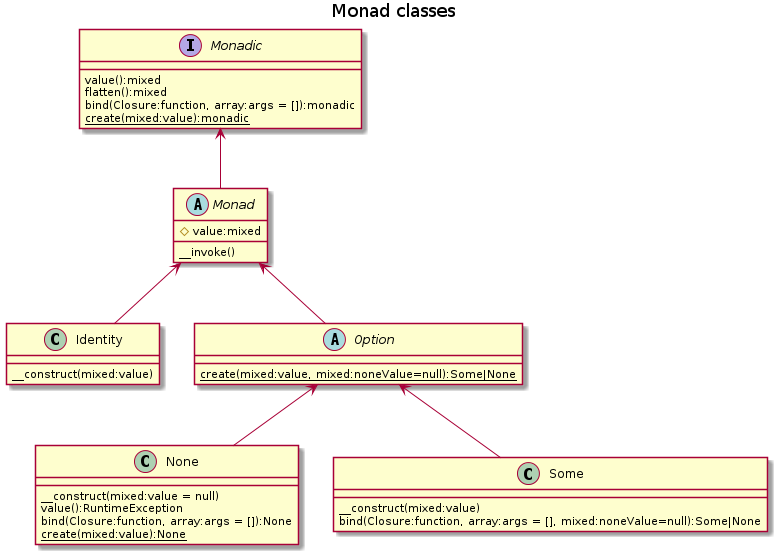 Monad classes
I Monadic
value():mixed
flatten():mixed
bind(Closure:function, array:args = []):monadic
create(mixed:value):monadic
A Monad
value:mixed
__invoke()
C Identity
__construct(mixed:value)
A Option
create(mixed:value, mixed:noneValue=null):Some|None
C None
__construct(mixed:value = null)
value():RuntimeException
bind(Closure:function, array:args = []):None
create(mixed:value):None
C Some
__construct(mixed:value)
bind(Closure:function, array:args = [], mixed:noneValue=null):Some|None